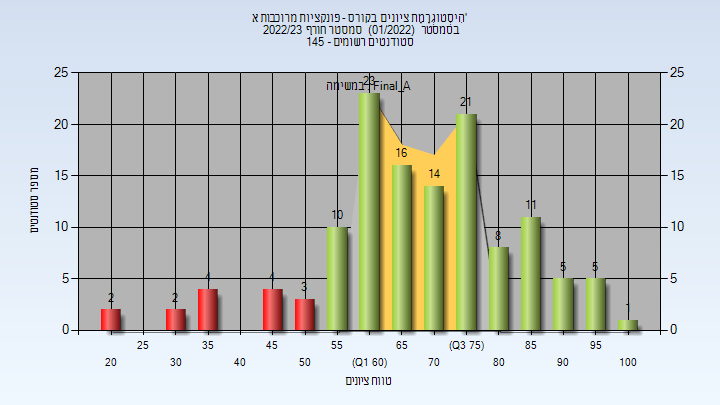 הִיסְטוֹגְרַמַת ציונים בקורס - פונקציות מרוכבות א'
בסמסטר (01/2022) סמסטר חורף 2022/23
סטודנטים רשומים - 145
במשימה: Final_A
מספר סטודנטים
25 20 15 10 5 0
25 20 15 10 5 0
2 2 4 4 3 10 23 16 14 21 8 11 5 5 1
25 35 45 55 65 (Q3 75) 85 95
20 30 40 50 (Q1 60) 70 80 90 100
טווח ציונים